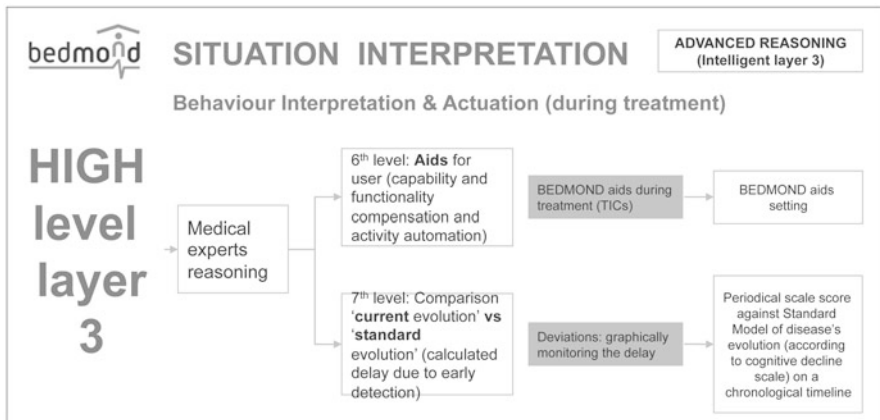 bedmond
SITUATION INTERPRETATION
ADVANCED REASONING
(Intelligent layer 3)
Behaviour Interpretation & Actuation (during treatment)
HIGH
level
layer
3
Medical
experts
reasoning
6th level: Aids for
user (capability and
functionality
compensation and
activity automation)
BEDMOND aids during
treatment (TICs)
BEDMOND aids
setting
7th level: Comparison
‘current evolution’ vs
‘standard
evolution’ (calculated
delay due to early
detection)
Deviations: graphically
monitoring the delay
Periodical scale score
against Standard
Model of disease’s
evolution (according
to cognitive decline
scale) on a
chronological timeline